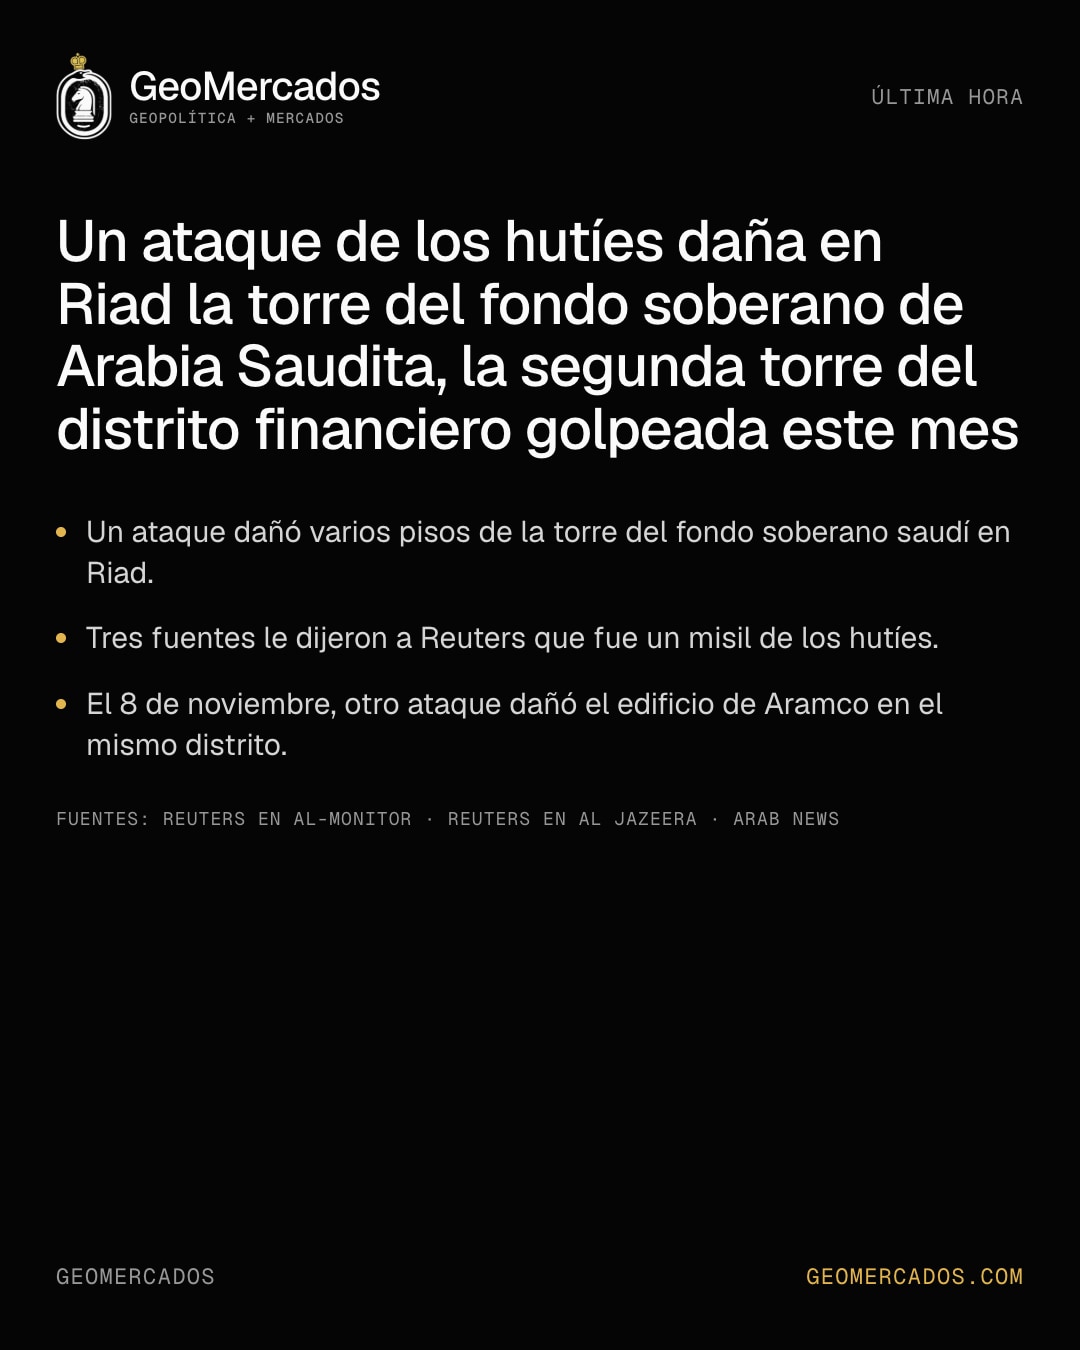 GeoMercados
GEOPOLÍTICA + MERCADOS
ÚLTIMA HORA
Un ataque de los hutíes daña en
Riad la torre del fondo soberano de
Arabia Saudita, la segunda torre del
distrito financiero golpeada este mes
• Un ataque dañó varios pisos de la torre del fondo soberano saudí en
Riad.
• Tres fuentes le dijeron a Reuters que fue un misil de los hutíes.
• El 8 de noviembre, otro ataque dañó el edificio de Aramco en el
mismo distrito.
FUENTES: REUTERS EN AL-MONITOR · REUTERS EN AL JAZEERA · ARAB NEWS
GEOMERCADOS
GEOMERCADOS.COM